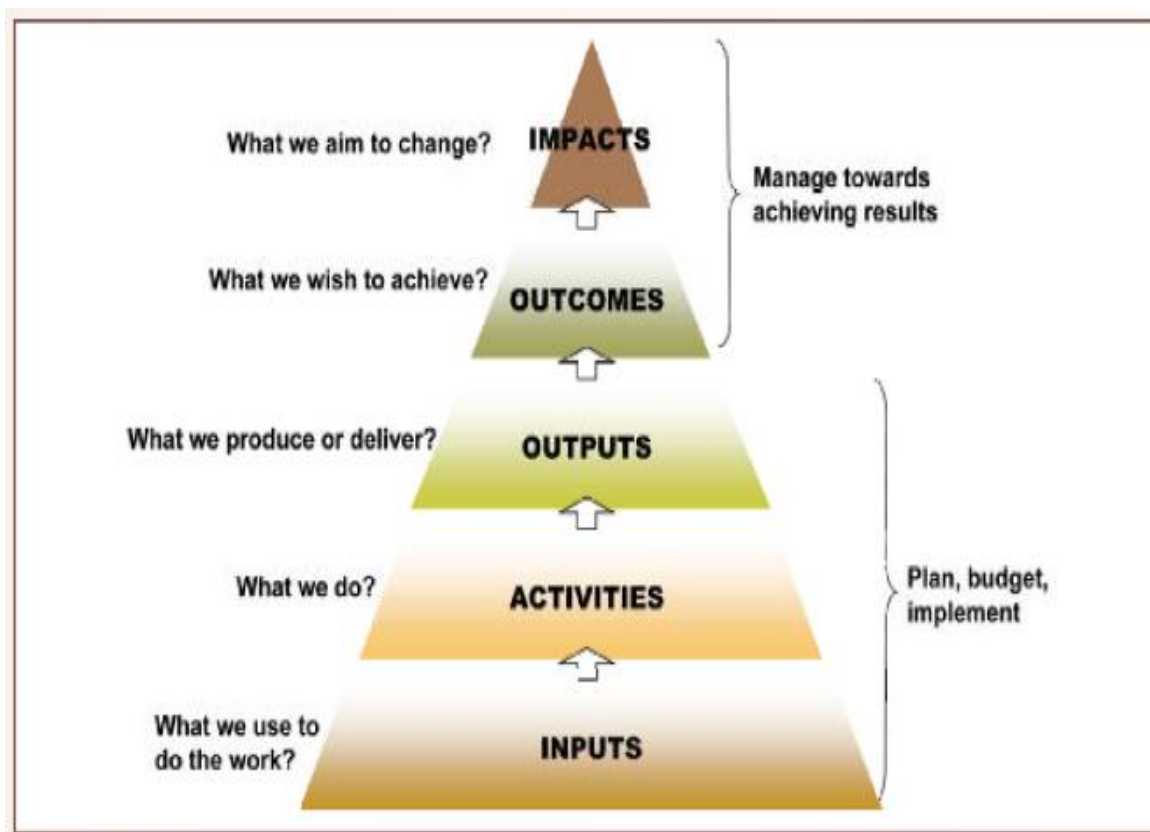 What we aim to change?
IMPACTS
Manage towards
achieving results
What we wish to achieve?
OUTCOMES
What we produce or deliver?
OUTPUTS
What we do?
ACTIVITIES
Plan, budget,
implement
What we use to
do the work?
INPUTS